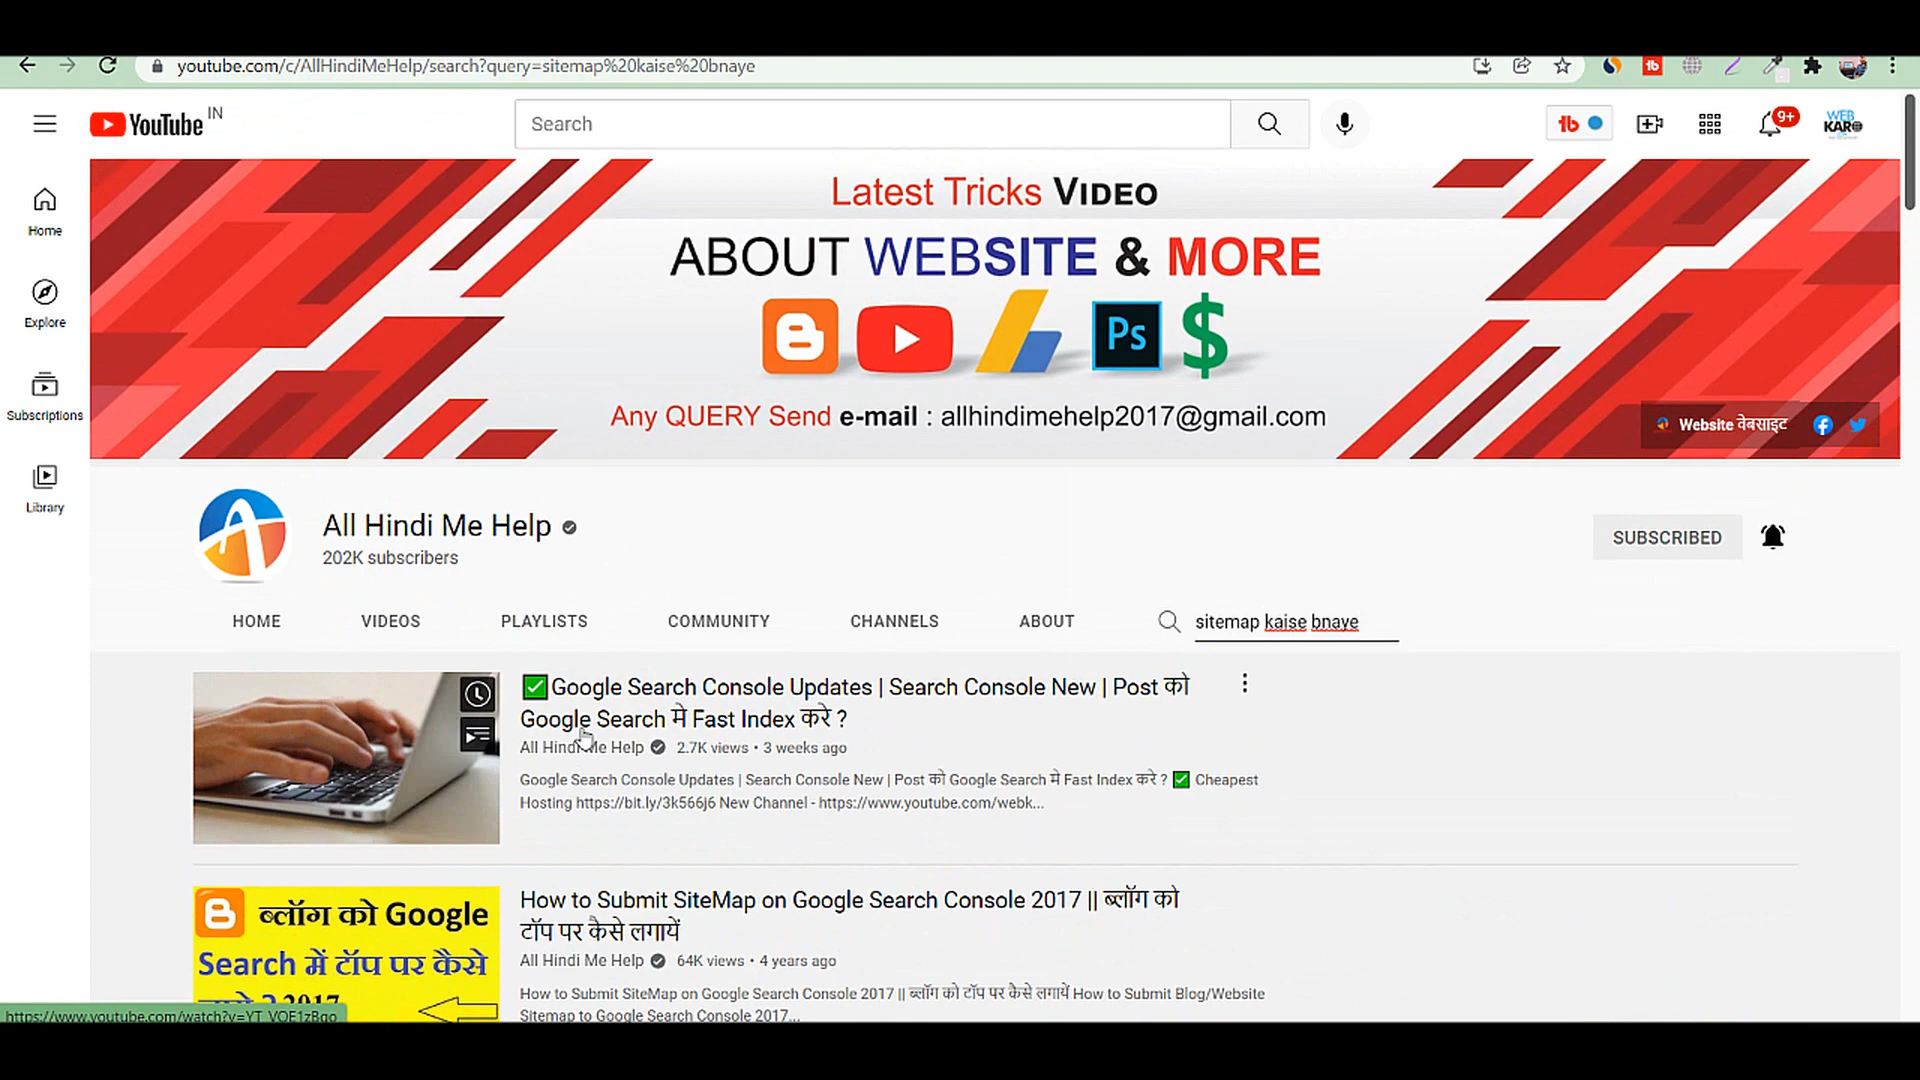 youtube.com/c/AllHindiMeHelp/search?query=sitemap%20kaise%20bnaye
YouTube IN
Search
9+
WEB
KARO
Home
Explore
Subscriptions
Library
Latest Tricks VIDEO
ABOUT WEBSITE & MORE
Ps $
Any QUERY Send e-mail : allhindimehelp2017@gmail.com
Website वेबसाइट
All Hindi Me Help
202K subscribers
SUBSCRIBED
HOME VIDEOS PLAYLISTS COMMUNITY CHANNELS ABOUT sitemap kaise bnaye
✅Google Search Console Updates | Search Console New | Post को
Google Search मे Fast Index करे ?
All Hindi Me Help 2.7K views • 3 weeks ago
Google Search Console Updates | Search Console New | Post को Google Search मे Fast Index करे ? ✅ Cheapest
Hosting https://bit.ly/3k566j6 New Channel - https://www.youtube.com/webk...
ब्लॉग को Google
Search में टॉप पर कैसे
2017
How to Submit SiteMap on Google Search Console 2017 || ब्लॉग को
टॉप पर कैसे लगायें
All Hindi Me Help 64K views • 4 years ago
How to Submit SiteMap on Google Search Console 2017 || ब्लॉग को टॉप पर कैसे लगायें How to Submit Blog/Website
Sitemap to Google Search Console 2017...